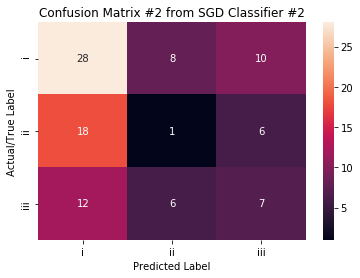 Confusion Matrix #2 from SGD Classifier #2
Actual/True Label
i
28
8
10
ii
18
1
6
iii
12
6
7
i
ii
iii
Predicted Label
25
20
15
10
5